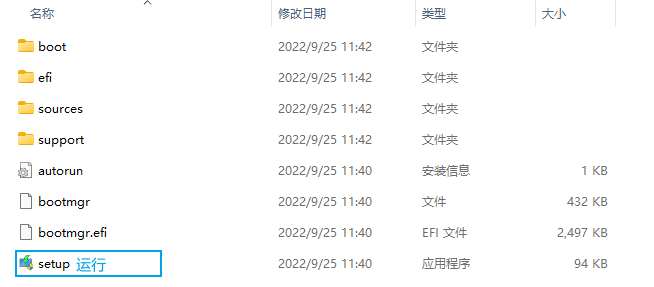 名称 修改日期 类型 大小
boot 2022/9/25 11:42 文件夹
efi 2022/9/25 11:42 文件夹
sources 2022/9/25 11:42 文件夹
support 2022/9/25 11:42 文件夹
autorun 2022/9/25 11:40 安装信息 1 KB
bootmgr 2022/9/25 11:40 文件 432 KB
bootmgr.efi 2022/9/25 11:40 EFI 文件 2,497 KB
setup 运行 2022/9/25 11:40 应用程序 94 KB